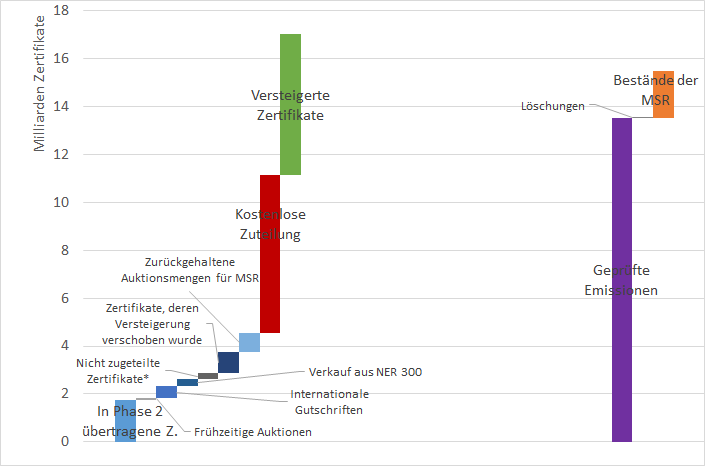 Milliarden Zertifikate
18
16
14
12
10
8
6
4
2
0
Versteigerte
Zertifikate
Bestände der
MSR
Löschungen
Kostenlose
Zuteilung
Zurückgehaltene
Auktionsmengen für MSR
Geprüfte
Emissionen
Zertifikate, deren
Versteigerung
verschoben wurde
Nicht zugeteilte
Zertifikate*
Verkauf aus NER 300
Internationale
Gutschriften
In Phase 2
übertragene Z.
Frühzeitige Auktionen